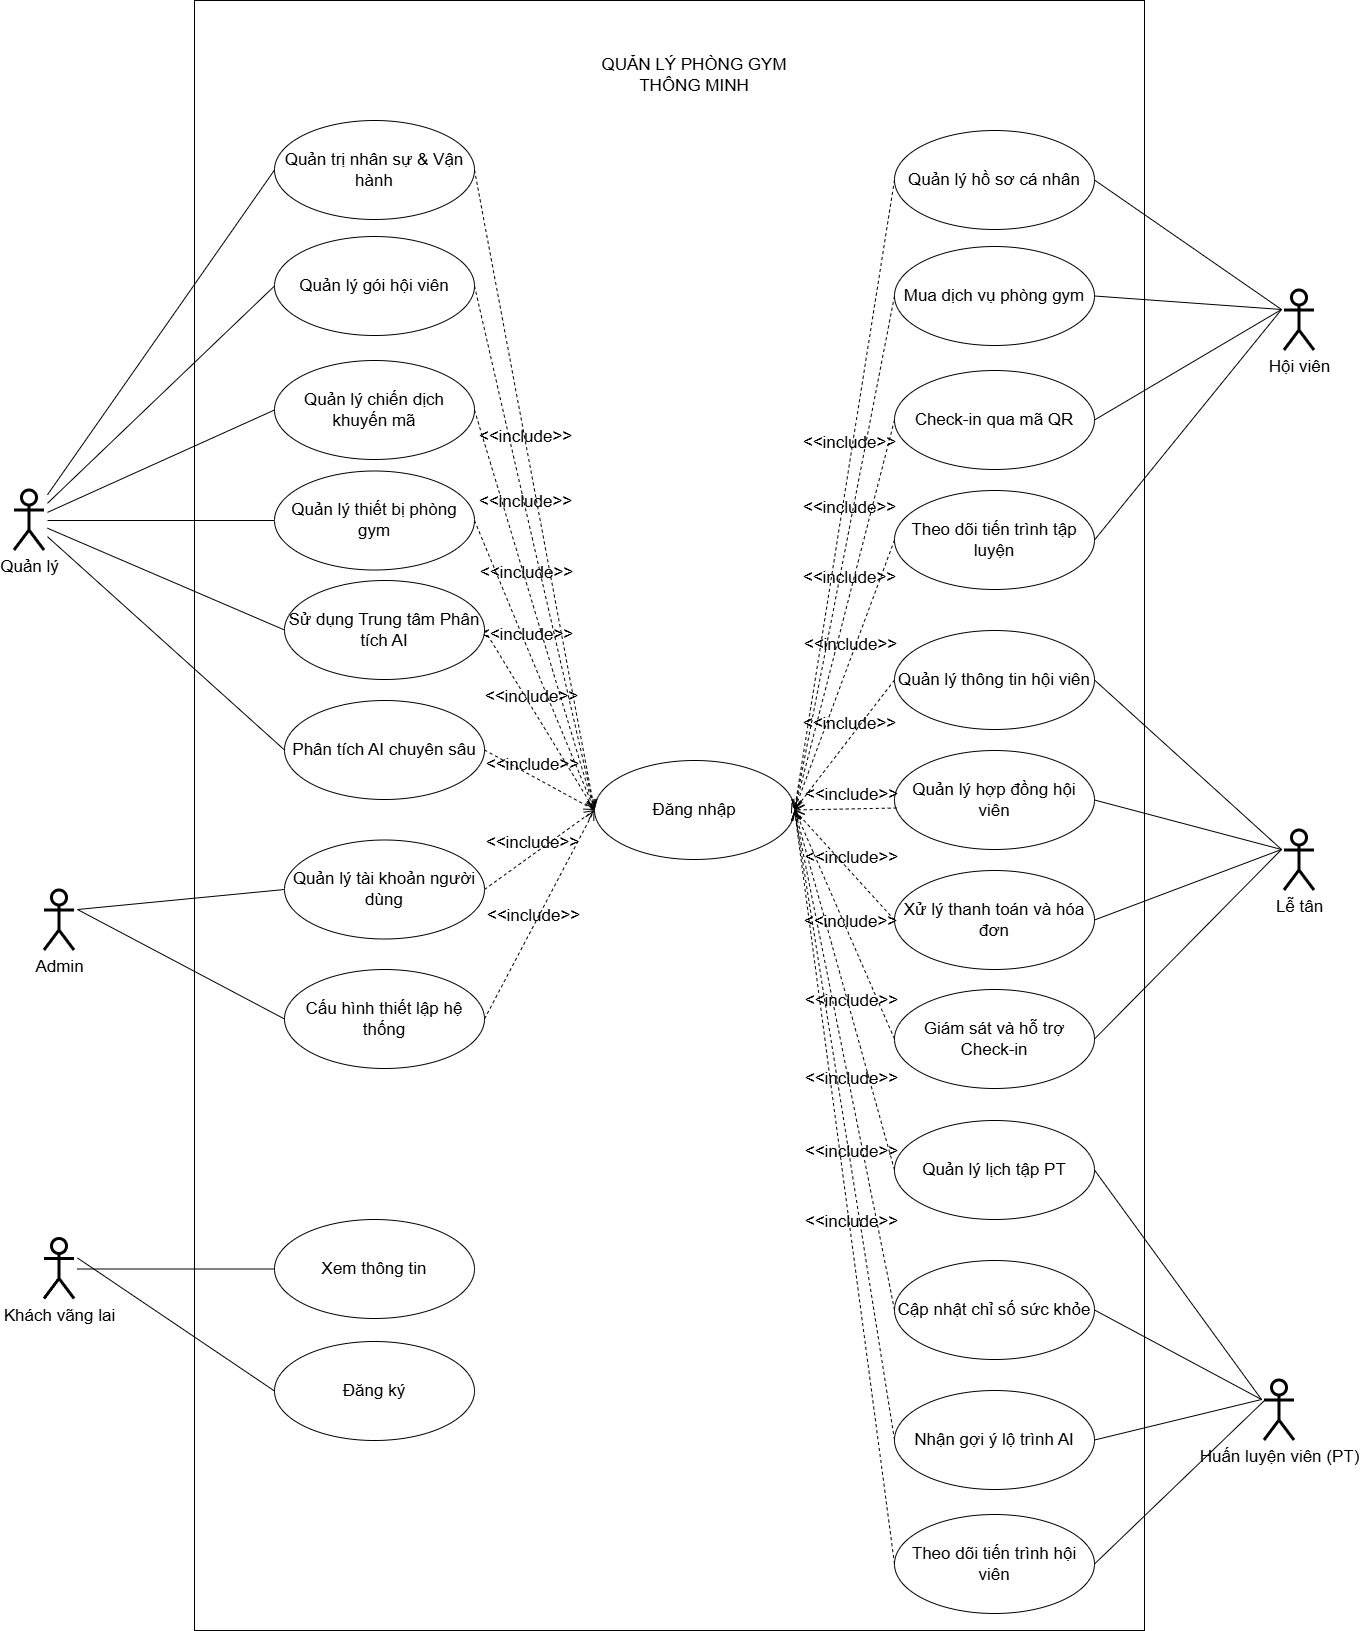 QUẢN LÝ PHÒNG GYM
THÔNG MINH
Quản trị nhân sự & Vận
hành
Quản lý gói hội viên
Quản lý chiến dịch
khuyến mã
Quản lý thiết bị phòng
gym
Sử dụng Trung tâm Phân
tích AI
Phân tích AI chuyên sâu
Quản lý tài khoản người
dùng
Cấu hình thiết lập hệ
thống
Xem thông tin
Đăng ký
Quản lý
Admin
Khách vãng lai
<<include>>
<<include>>
<<include>>
<<include>>
<<include>>
<<include>>
<<include>>
<<include>>
Đăng nhập
<<include>>
<<include>>
<<include>>
<<include>>
<<include>>
<<include>>
<<include>>
<<include>>
<<include>>
<<include>>
<<include>>
<<include>>
Quản lý hồ sơ cá nhân
Mua dịch vụ phòng gym
Check-in qua mã QR
Theo dõi tiến trình tập
luyện
Quản lý thông tin hội viên
Quản lý hợp đồng hội
viên
Xử lý thanh toán và hóa
đơn
Giám sát và hỗ trợ
Check-in
Quản lý lịch tập PT
Cập nhật chỉ số sức khỏe
Nhận gợi ý lộ trình AI
Theo dõi tiến trình hội
viên
Hội viên
Lễ tân
Huấn luyện viên (PT)